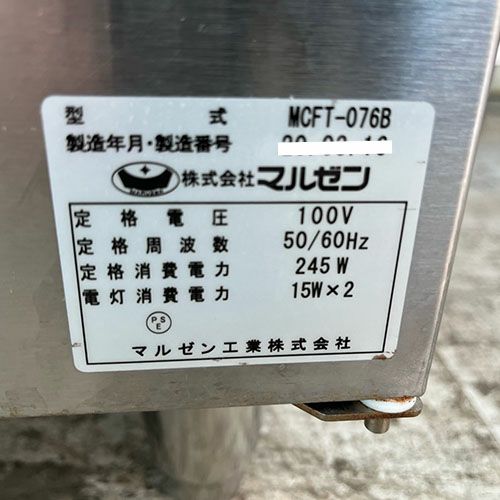 型式 MCFT-076B
製造年月・製造番号
株式会社マルゼン
定格電圧 100V
定格周波数 50/60Hz
定格消費電力 245W
電灯消費電力 15W×2
PS
E
マルゼン工業株式会社